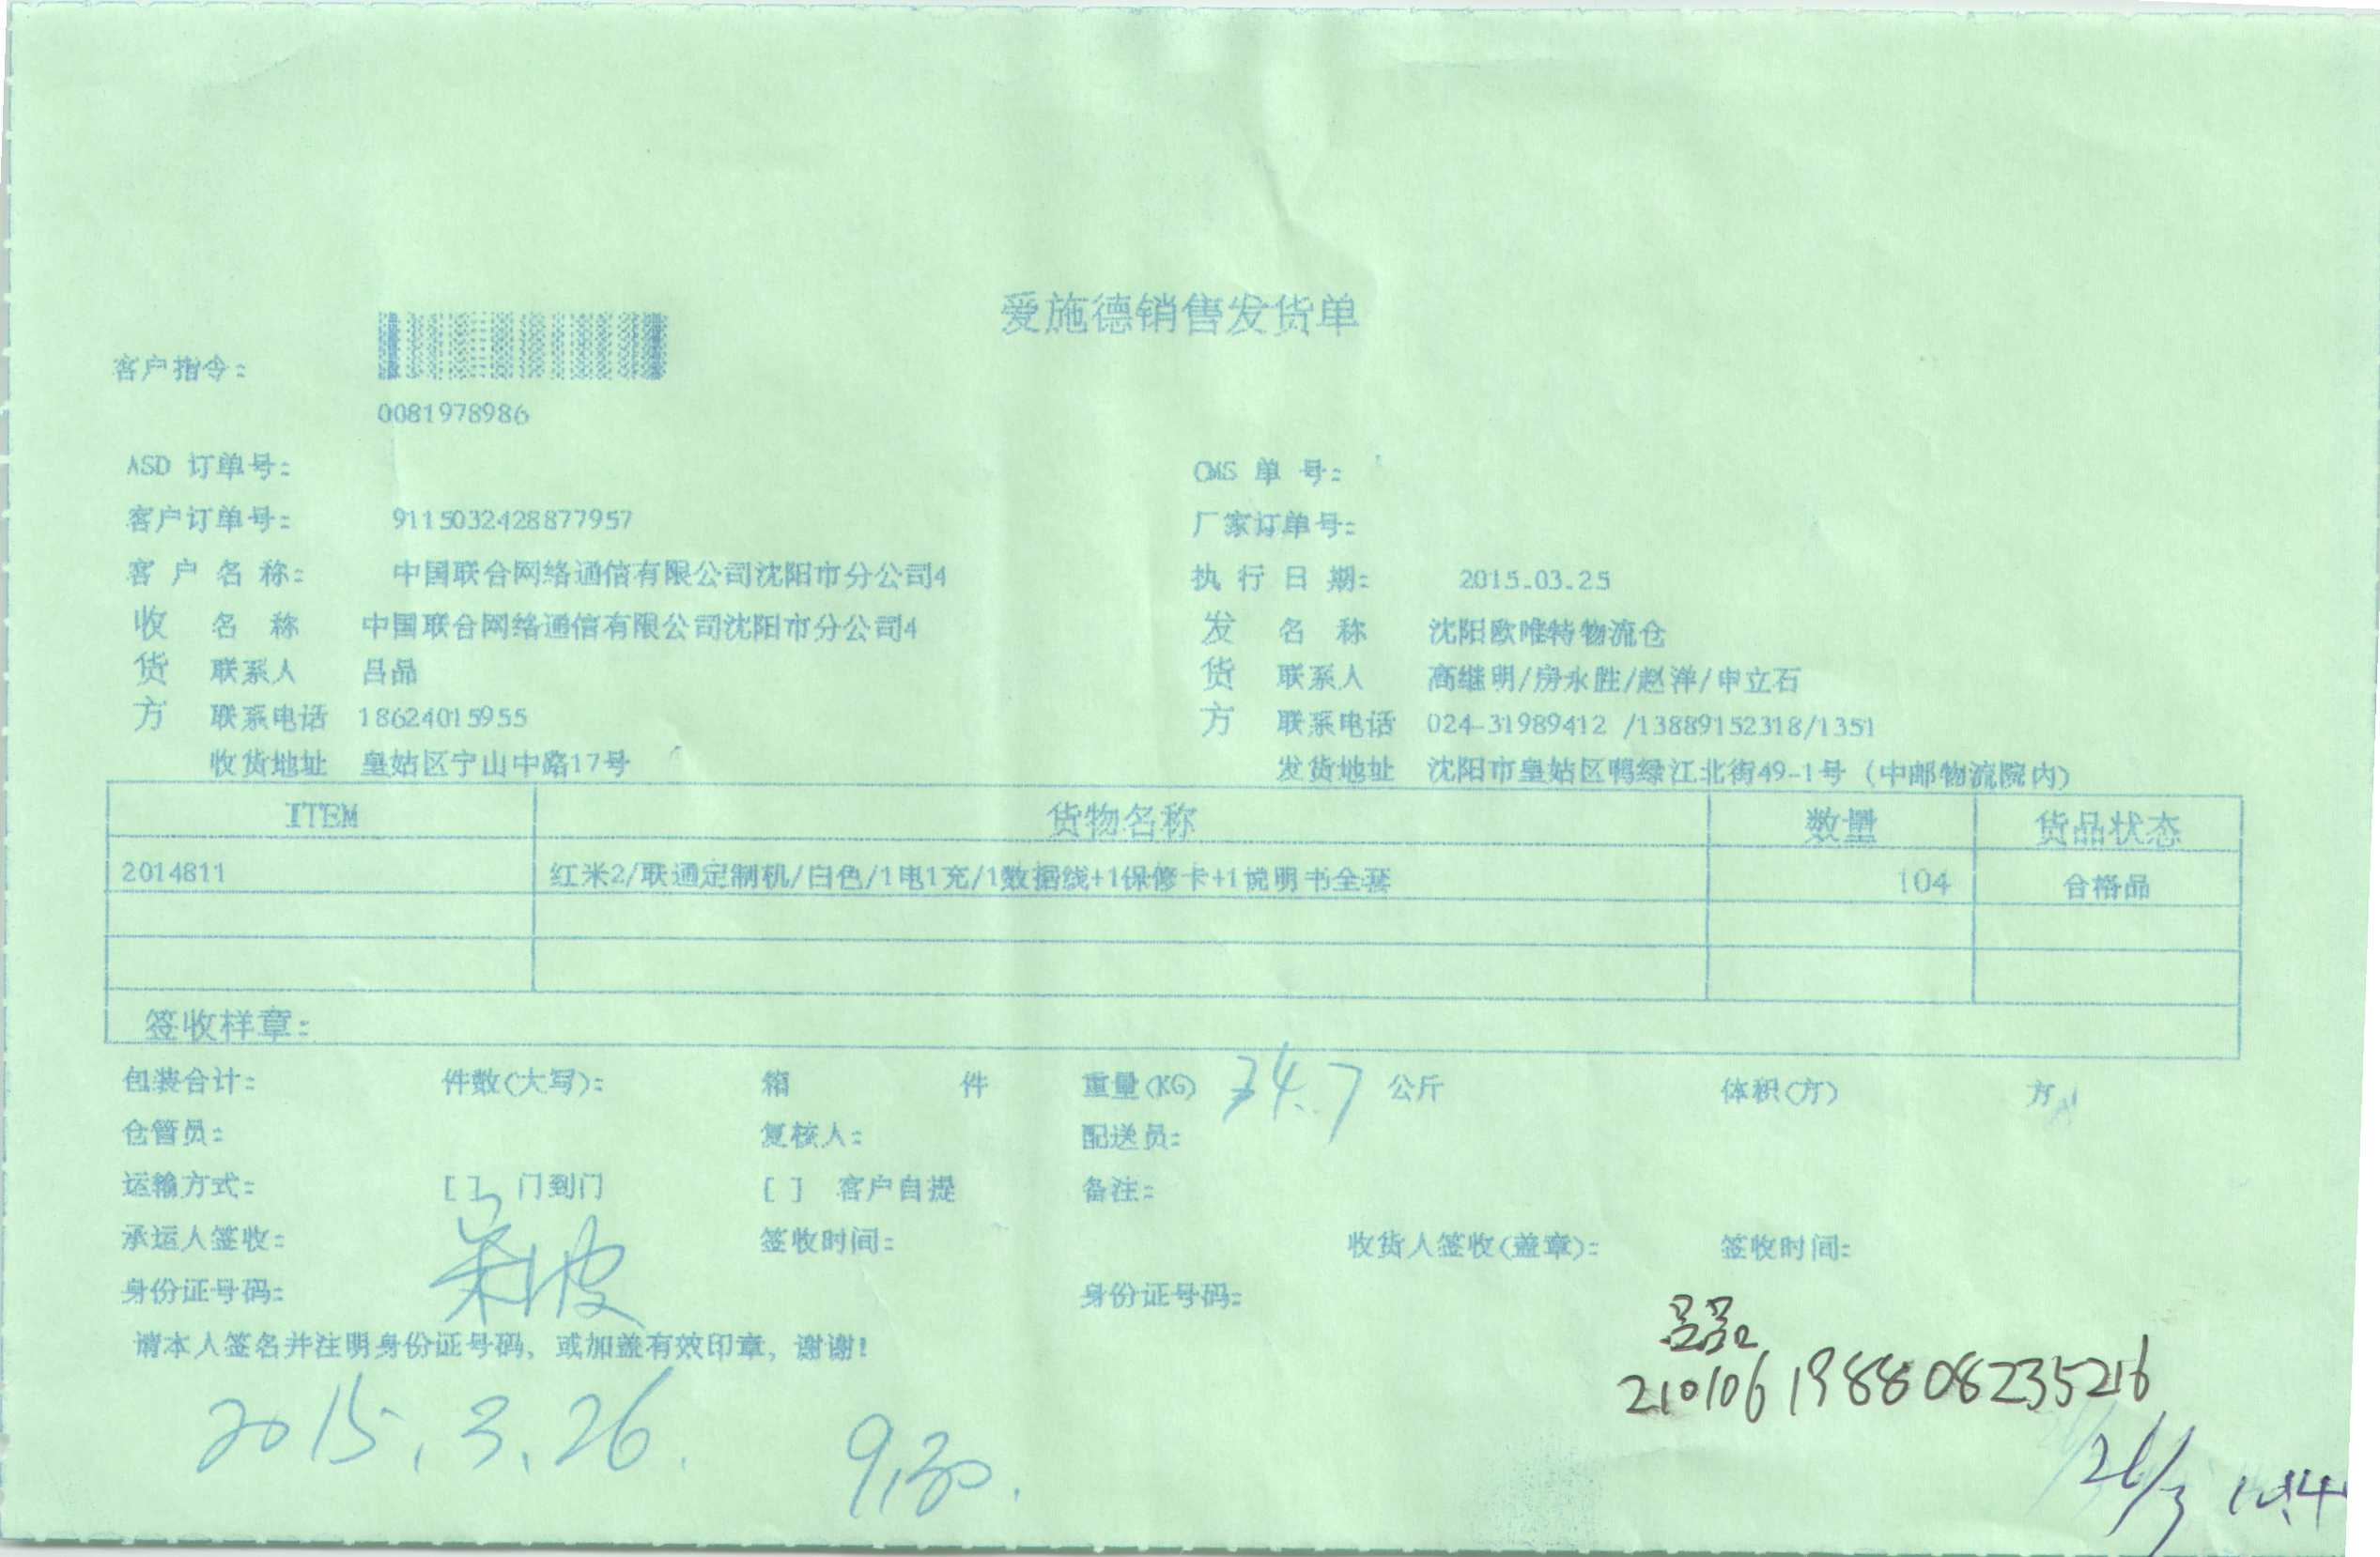 爱施德销售发货单
客户指令:
0081978986
ASD 订单号: OMS 单 号:
客户订单号: 9115032428877957 厂家订单号:
客 户 名 称: 中国联合网络通信有限公司沈阳市分公司4 执 行 日 期: 2015.03.25
收 名 称 中国联合网络通信有限公司沈阳市分公司4 发 名 称 沈阳欧唯特物流仓
货 联系人 吕品 货 联系人 高继明/房永胜/赵洋/申立石
方 联系电话 18624015955 方 联系电话 024-31989412 /13889152318/1351
收货地址 皇姑区宁山中路17号 发货地址 沈阳市皇姑区鸭绿江北街49-1号 (中邮物流院内)
ITEM 货物名称 数量 货品状态
2014811 红米2/联通定制机/白色/1电1充/1数据线+1保修卡+1说明书全套 104 合格品
签收样章:
包装合计: 件数(大写): 箱 件 重量(KG) 34.7 公斤 体积(方) 方
仓管员: 复核人: 配送员:
运输方式: [ ] 门到门 [ ] 客户自提 备注:
承运人签收: 签收时间: 收货人签收(盖章): 签收时间:
身份证号码: 身份证号码:
吕品
请本人签名并注明身份证号码, 或加盖有效印章, 谢谢!
210106198808235216
2015.3.26. 9:30.
26/3